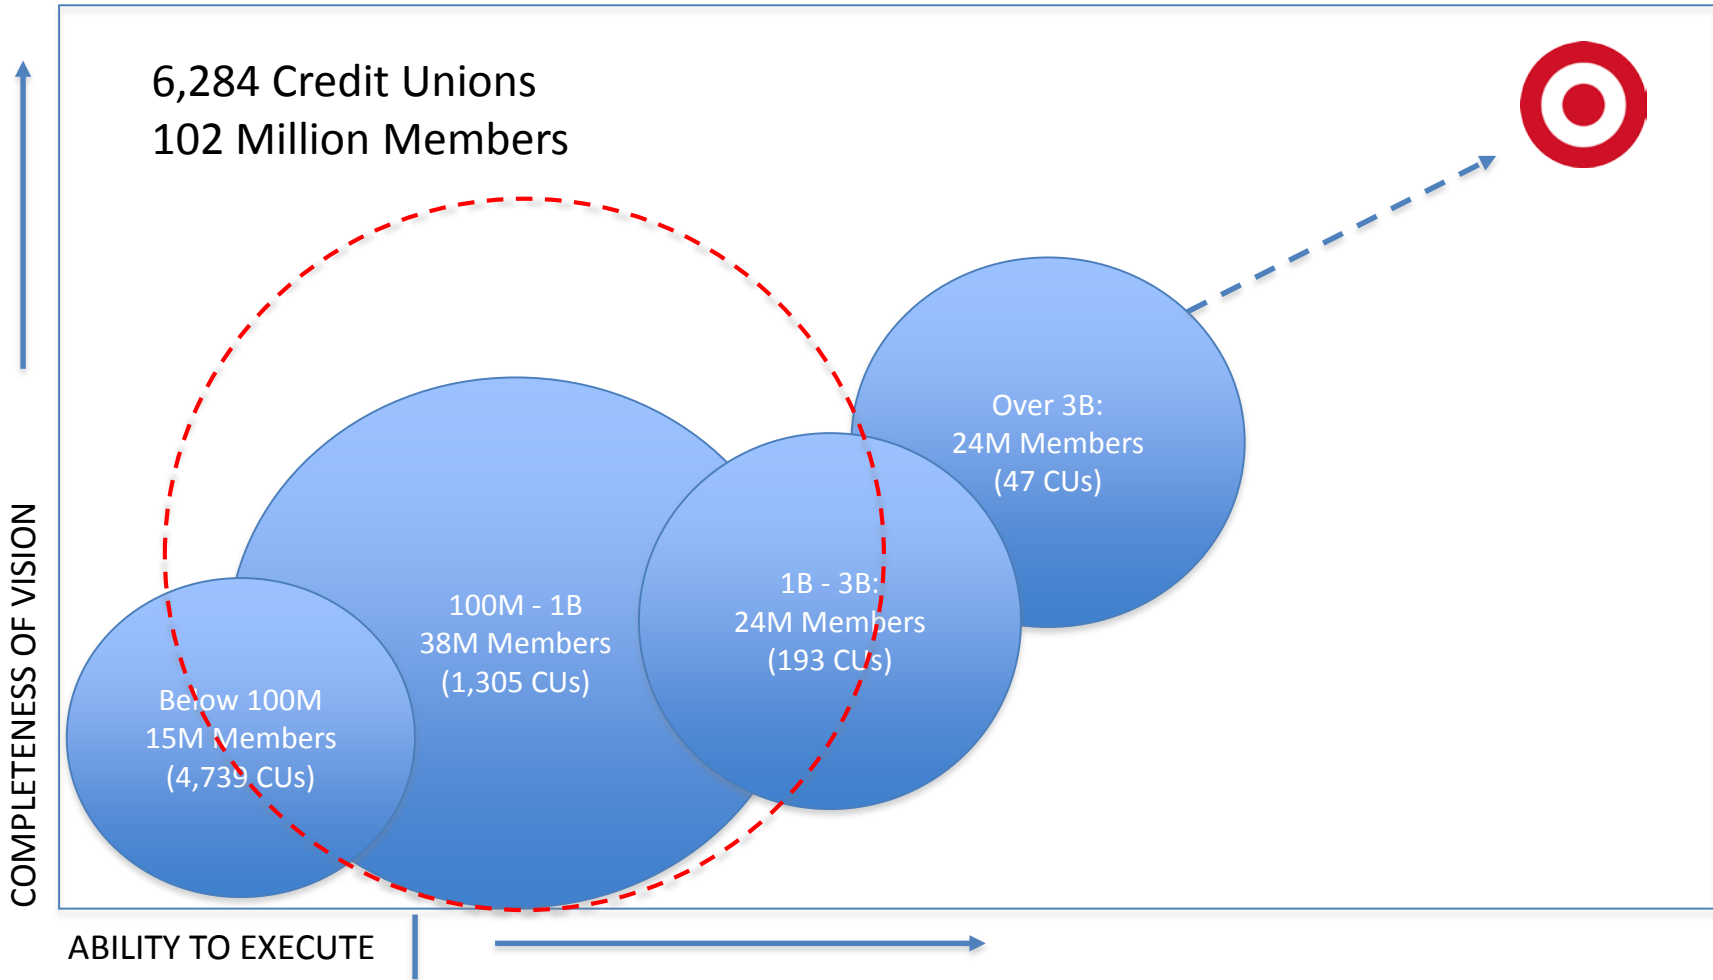 6,284 Credit Unions
102 Million Members
Over 3B:
24M Members
(47 CUs)
1B - 3B:
24M Members
(193 CUs)
100M - 1B
38M Members
(1,305 CUs)
Below 100M
15M Members
(4,739 CUs)
COMPLETENESS OF VISION
ABILITY TO EXECUTE